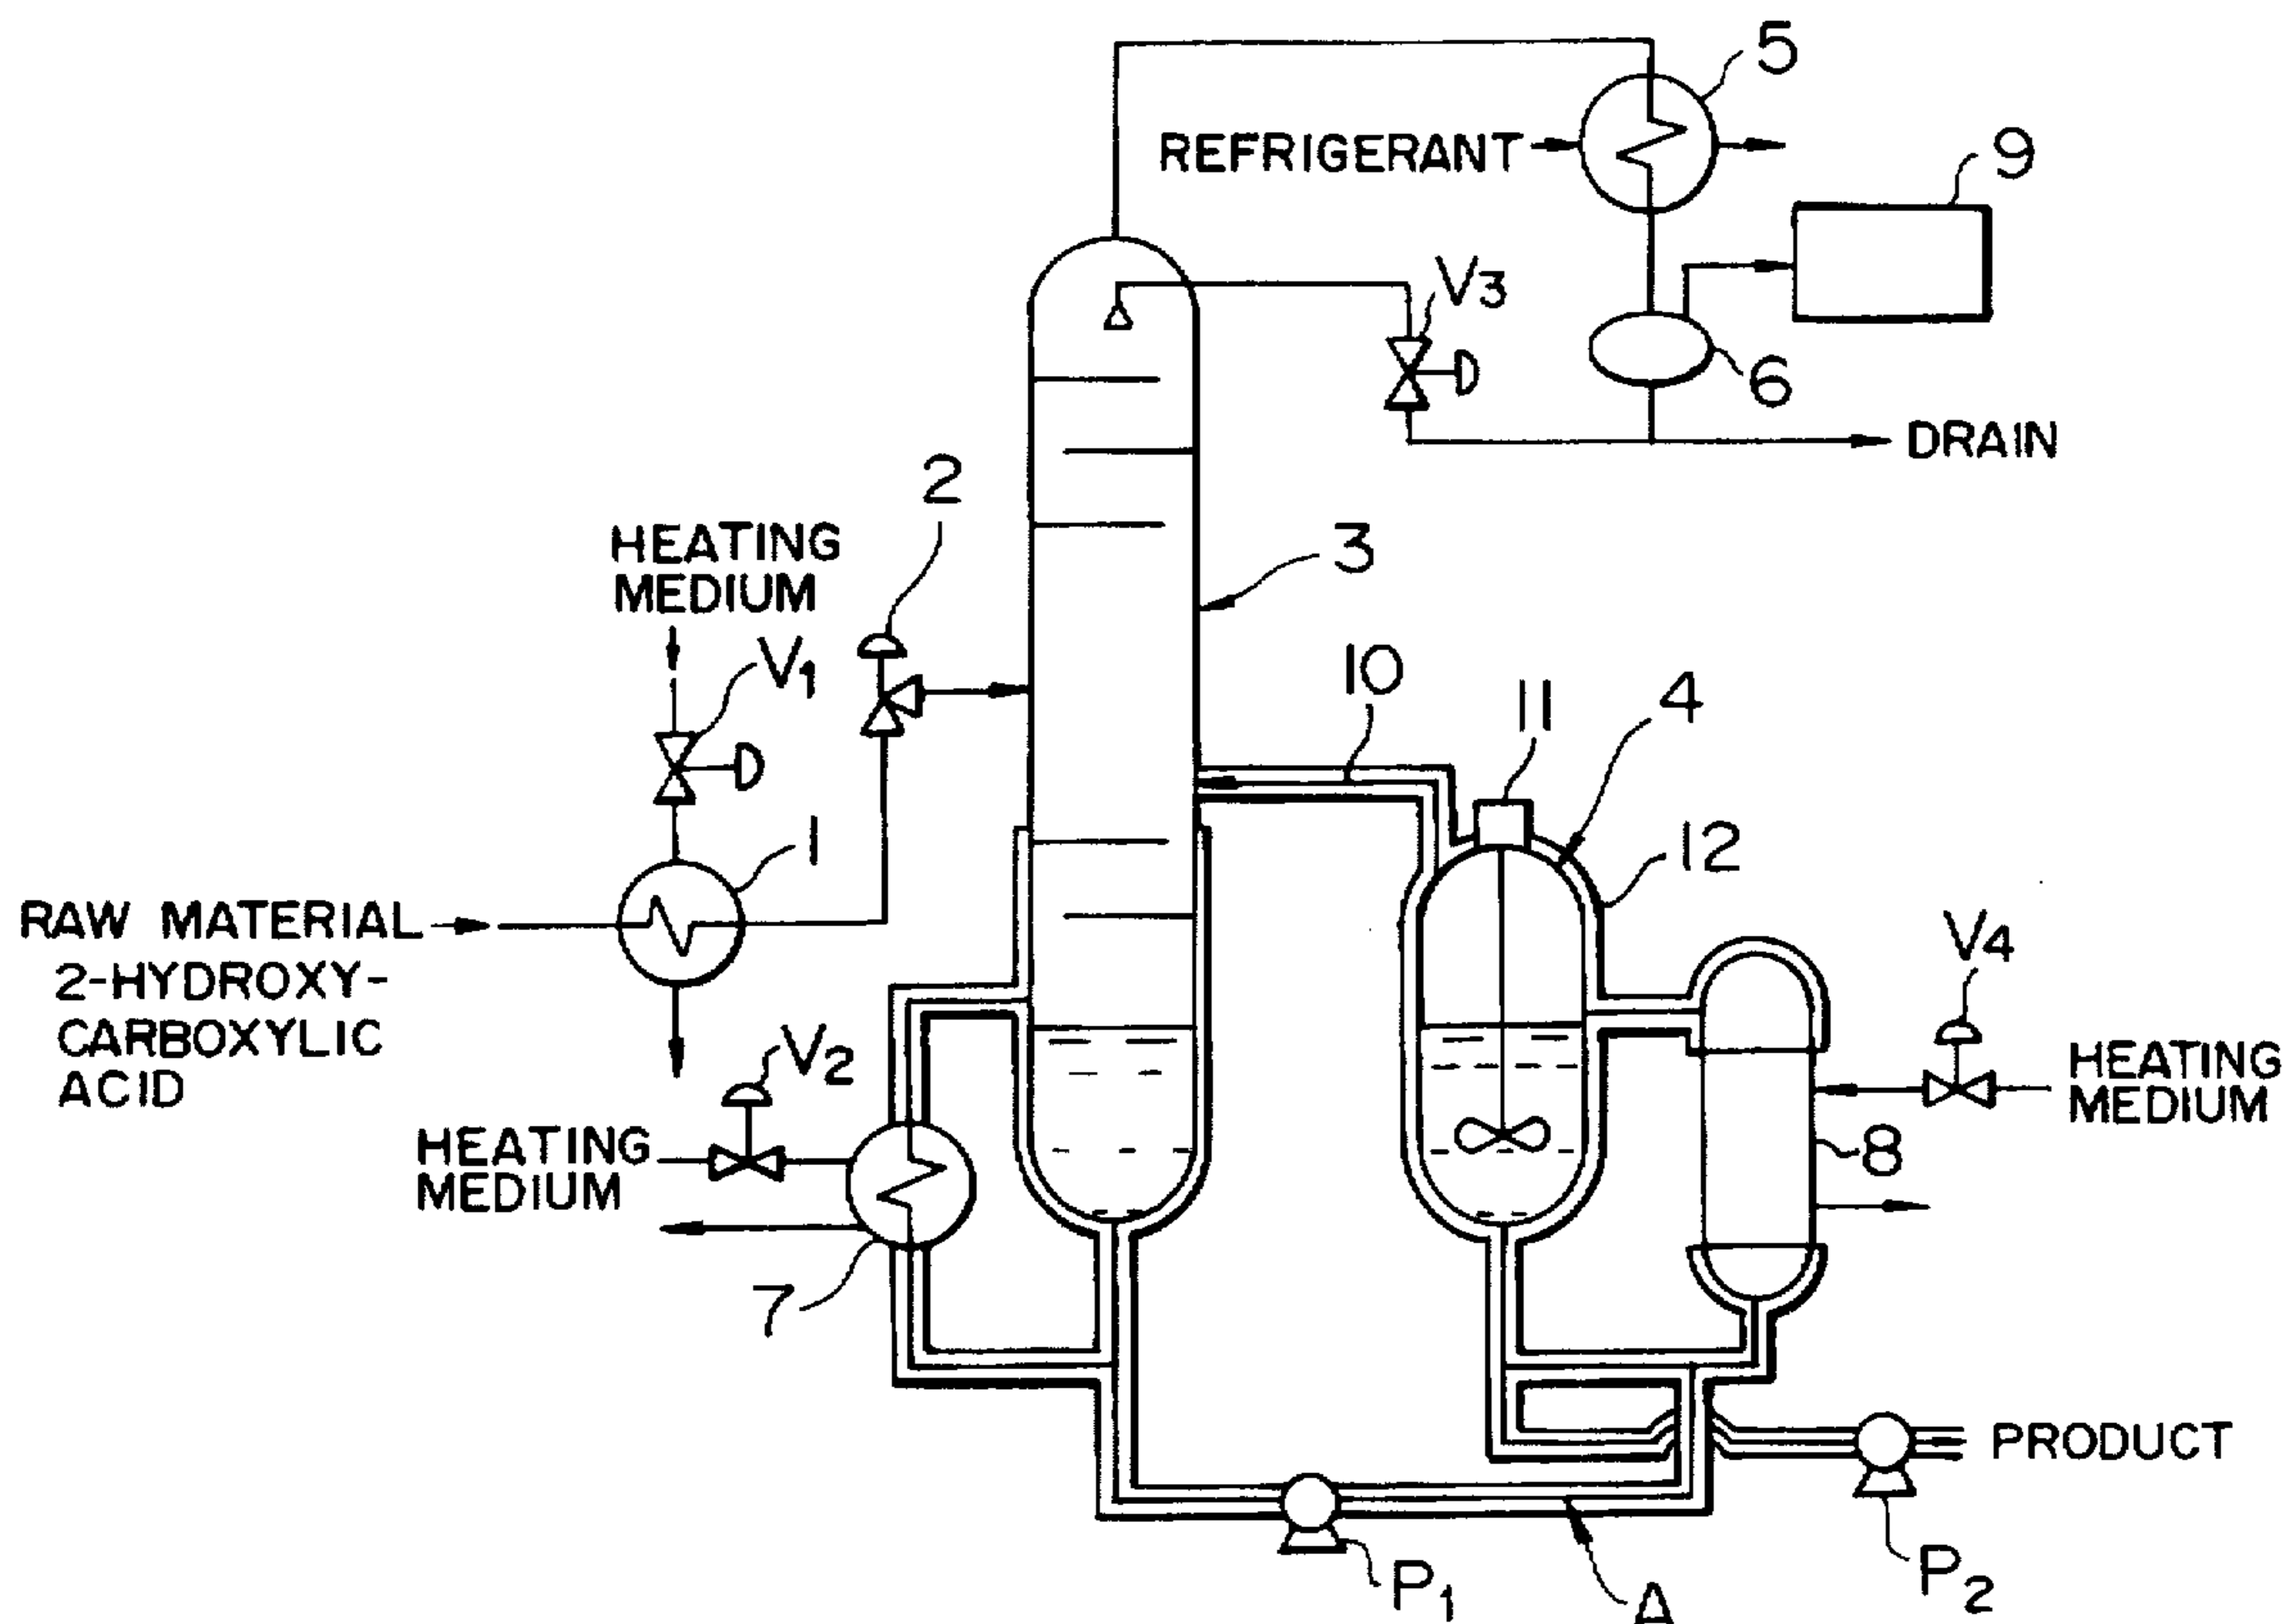 5
REFRIGERANT
9
V3
6
DRAIN
2
HEATING
MEDIUM
3
V1
10
11
4
12
1
RAW MATERIAL
2-HYDROXY-
CARBOXYLIC
ACID
V4
V2
HEATING
MEDIUM
HEATING
MEDIUM
8
7
PRODUCT
P1
A
P2